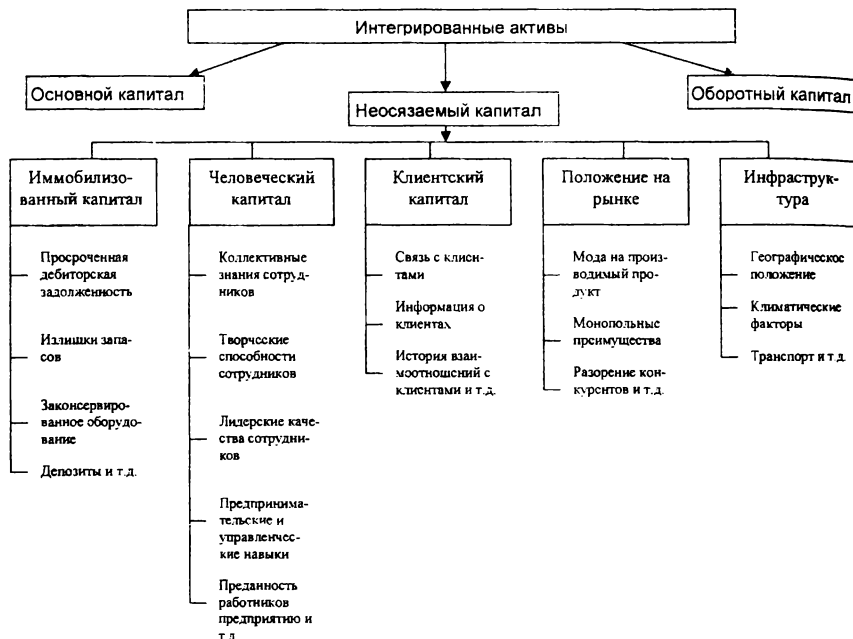 Интегрированные активы
Основной капитал
Неосязаемый капитал
Оборотный капитал
Иммобилизо-
ванный капитал
Просроченная
дебиторская
задолженность
Излишки запа-
сов
Законсервиро-
ванное оборудо-
вание
Депозиты и т.д.
Человеческий
капитал
Коллективные
знания сотруд-
ников
Творческие
способности
сотрудников
Лидерские каче-
ства сотрудни-
ков
Предпринима-
тельские и
управленчес-
кие навыки
Преданность
работников
предприятию и
т.д.
Клиентский
капитал
Связь с клиен-
тами
Информация о
клиентах
История взаи-
моотношений с
клиентами и т.д.
Положение на
рынке
Мода на произ-
водимый про-
дукт
Монопольные
преимущества
Разорение кон-
курентов и т.д.
Инфраструк-
тура
Географическое
положение
Климатические
факторы
Транспорт и т.д.